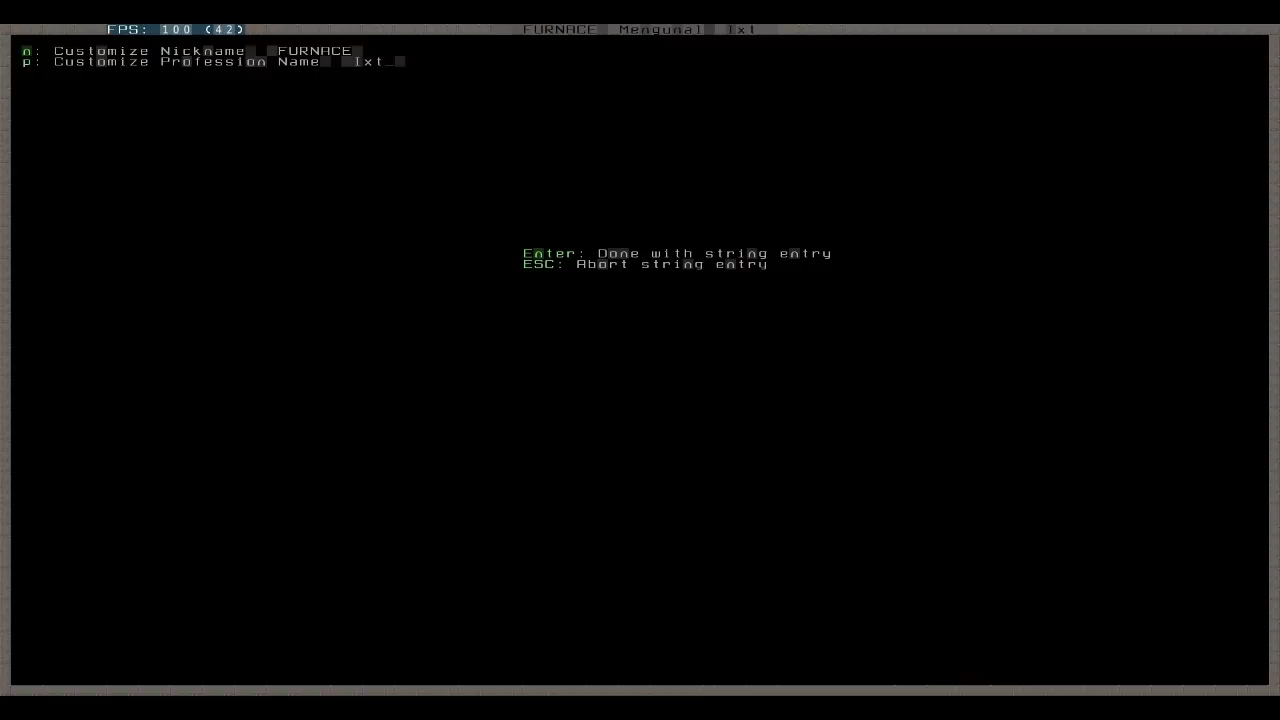 FPS: 100 (42) FURNACE Mengunal Ixt
n: Customize Nickname FURNACE
p: Customize Profession Name Ixt_
Enter: Done with string entry
ESC: Abort string entry